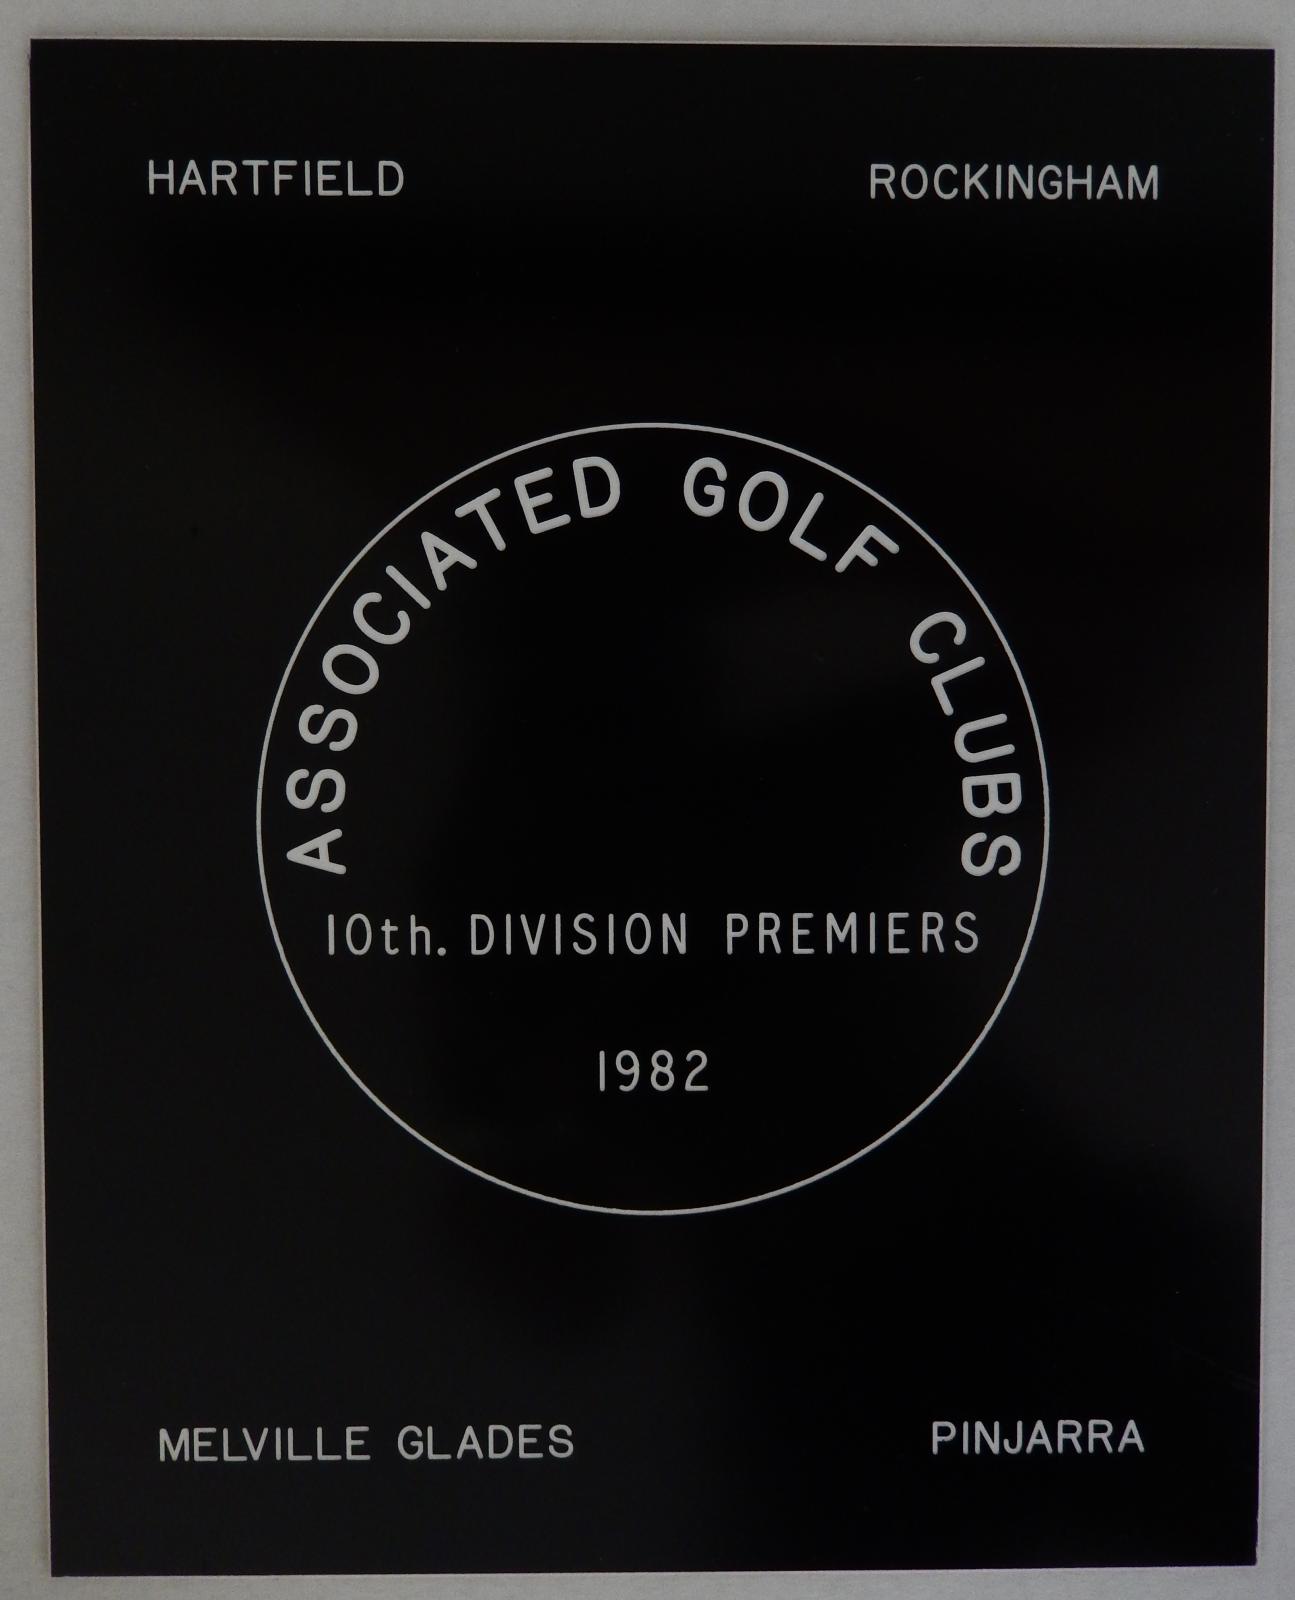 HARTFIELD
ROCKINGHAM
ASSOCIATED GOLF CLUBS
10th. DIVISION PREMIERS
1982
MELVILLE GLADES
PINJARRA